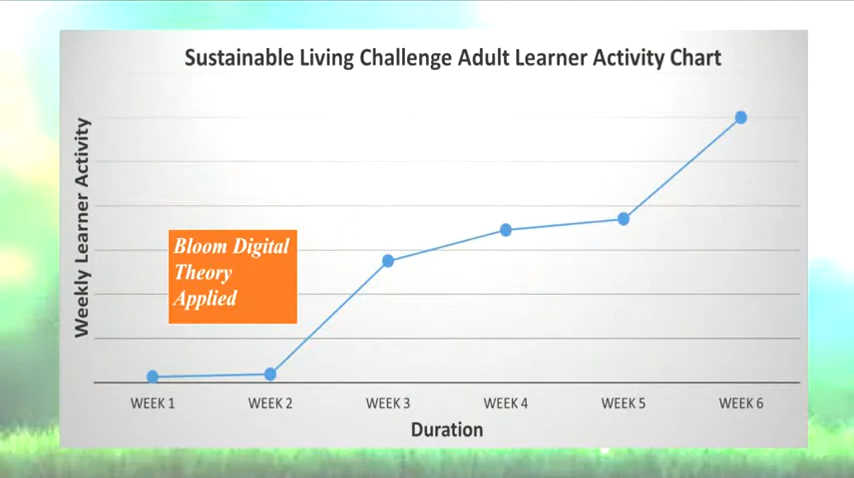 Sustainable Living Challenge Adult Learner Activity Chart
Weekly Learner Activity
Bloom Digital
Theory
Applied
WEEK 1 WEEK 2 WEEK 3 WEEK 4 WEEK 5 WEEK 6
Duration